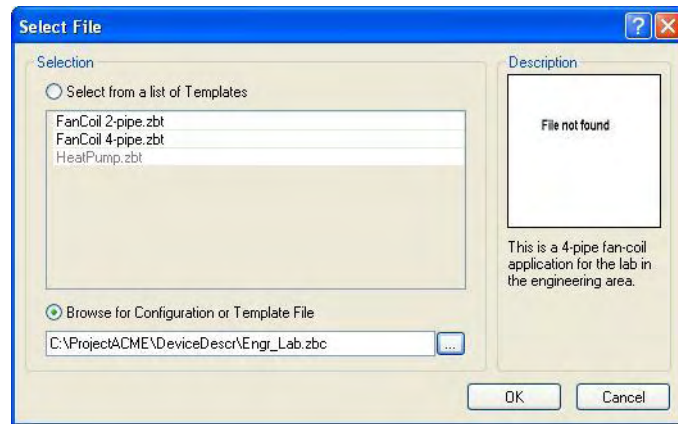 Select File
Selection
Select from a list of Templates
FanCoil 2-pipe.zbt
FanCoil 4-pipe.zbt
HeatPump.zbt
Browse for Configuration or Template File
C:\ProjectACME\DeviceDescr\Engr_Lab.zbc
...
Description
File not found
This is a 4-pipe fan-coil
application for the lab in
the engineering area.
OK
Cancel